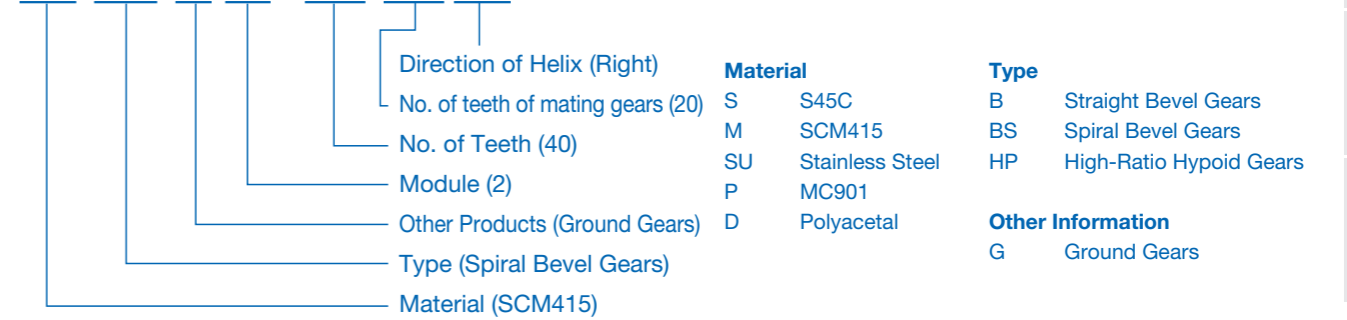 Direction of Helix (Right)
No. of teeth of mating gears (20)
No. of Teeth (40)
Module (2)
Other Products (Ground Gears)
Type (Spiral Bevel Gears)
Material (SCM415)
Material
S S45C
M SCM415
SU Stainless Steel
P MC901
D Polyacetal
Type
B Straight Bevel Gears
BS Spiral Bevel Gears
HP High-Ratio Hypoid Gears
Other Information
G Ground Gears